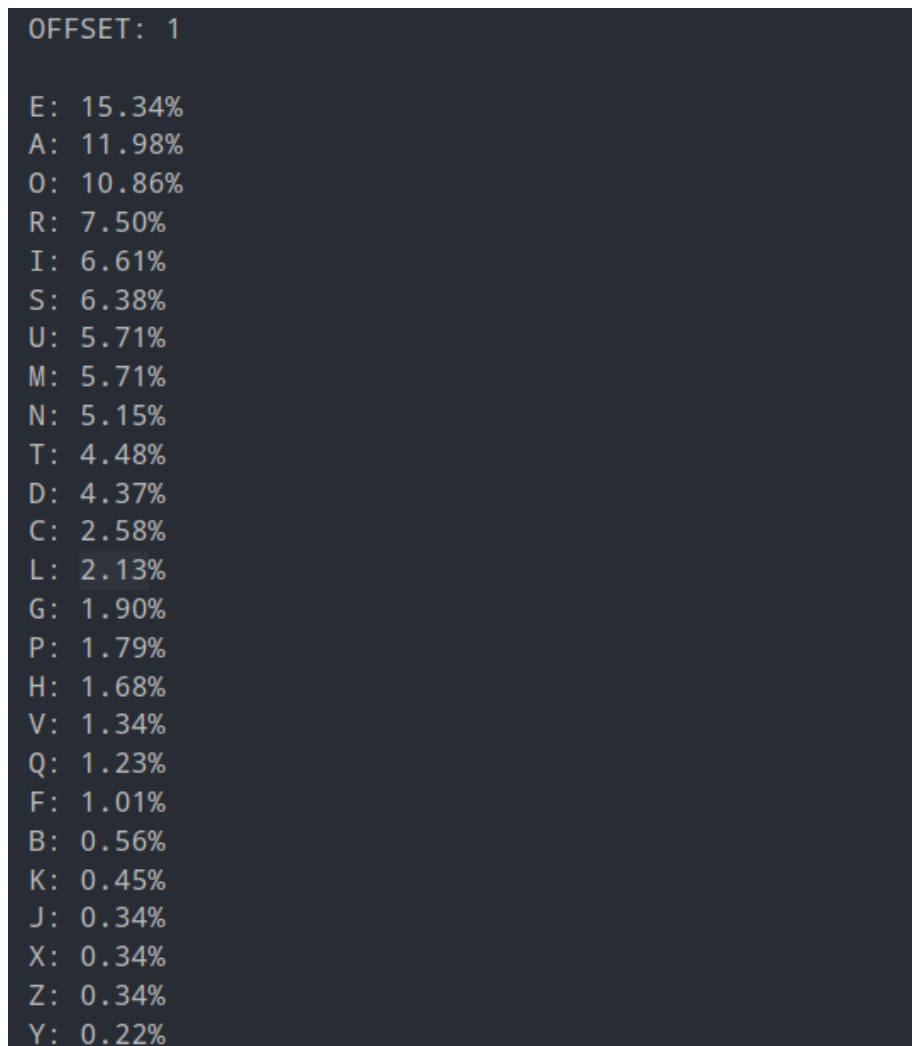 OFFSET: 1
E: 15.34%
A: 11.98%
O: 10.86%
R: 7.50%
I: 6.61%
S: 6.38%
U: 5.71%
M: 5.71%
N: 5.15%
T: 4.48%
D: 4.37%
C: 2.58%
L: 2.13%
G: 1.90%
P: 1.79%
H: 1.68%
V: 1.34%
Q: 1.23%
F: 1.01%
B: 0.56%
K: 0.45%
J: 0.34%
X: 0.34%
Z: 0.34%
Y: 0.22%